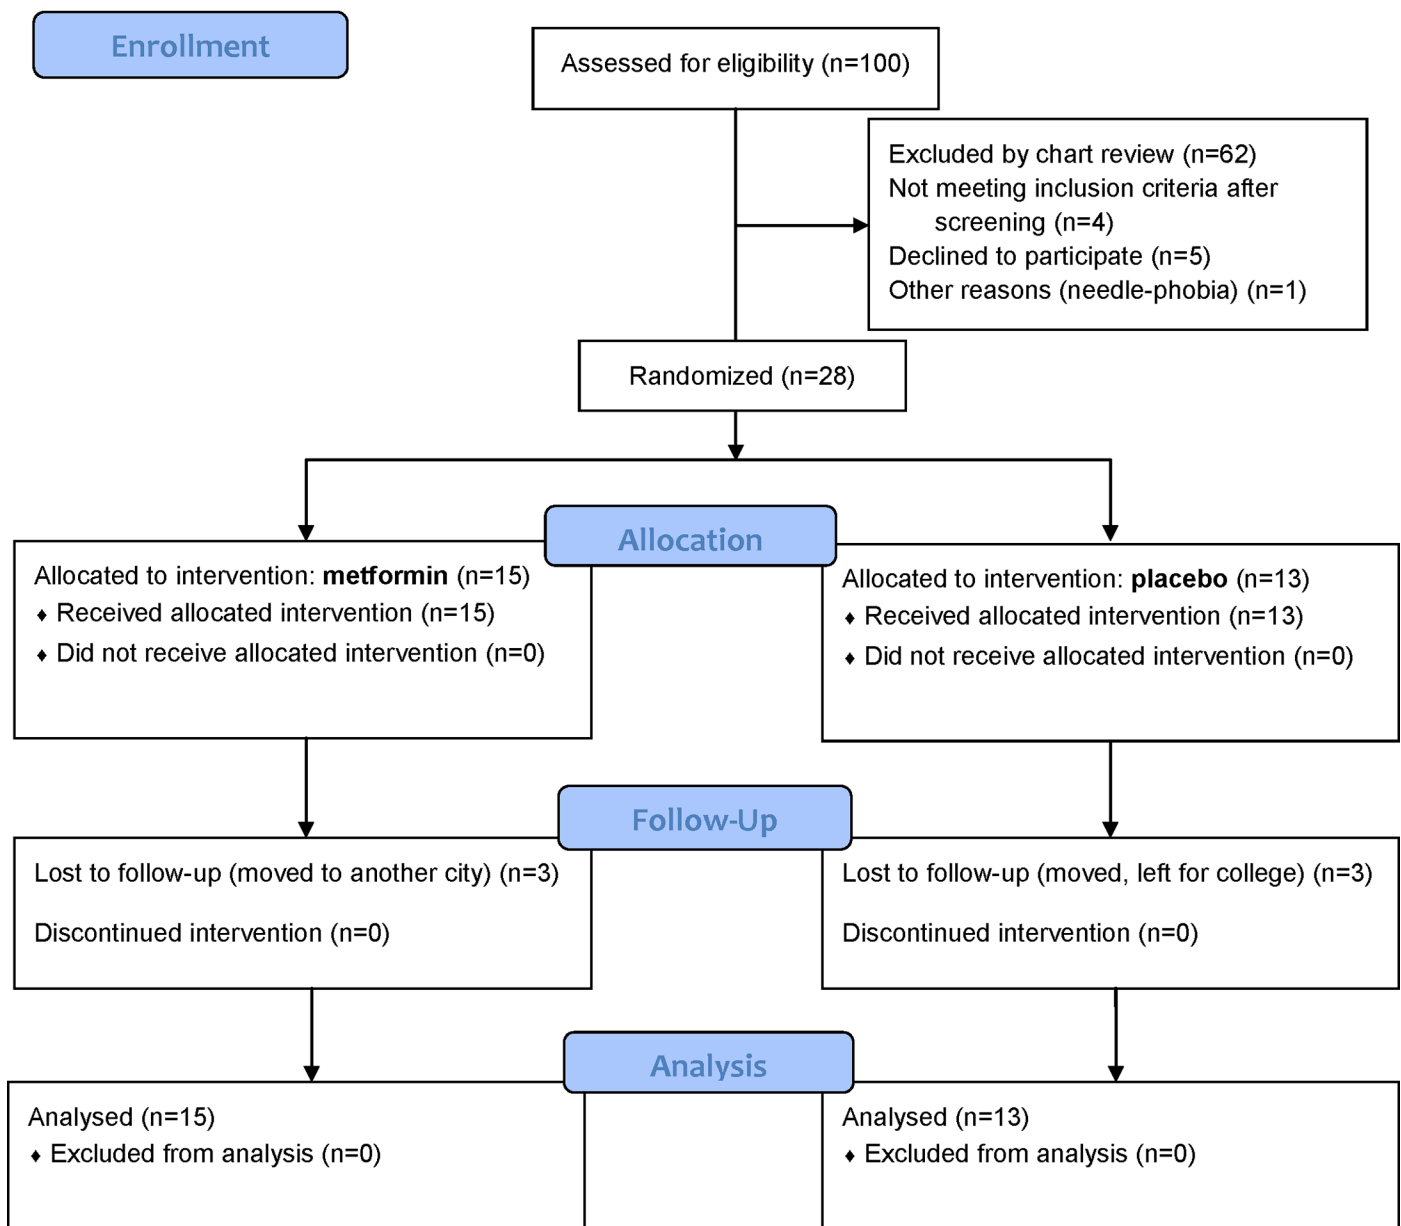 Enrollment
Assessed for eligibility (n=100)
Excluded by chart review (n=62)
Not meeting inclusion criteria after
screening (n=4)
Declined to participate (n=5)
Other reasons (needle-phobia) (n=1)
Randomized (n=28)
Allocation
Allocated to intervention: metformin (n=15)
♦ Received allocated intervention (n=15)
♦ Did not receive allocated intervention (n=0)
Allocated to intervention: placebo (n=13)
♦ Received allocated intervention (n=13)
♦ Did not receive allocated intervention (n=0)
Follow-Up
Lost to follow-up (moved to another city) (n=3)
Discontinued intervention (n=0)
Lost to follow-up (moved, left for college) (n=3)
Discontinued intervention (n=0)
Analysis
Analysed (n=15)
♦ Excluded from analysis (n=0)
Analysed (n=13)
♦ Excluded from analysis (n=0)